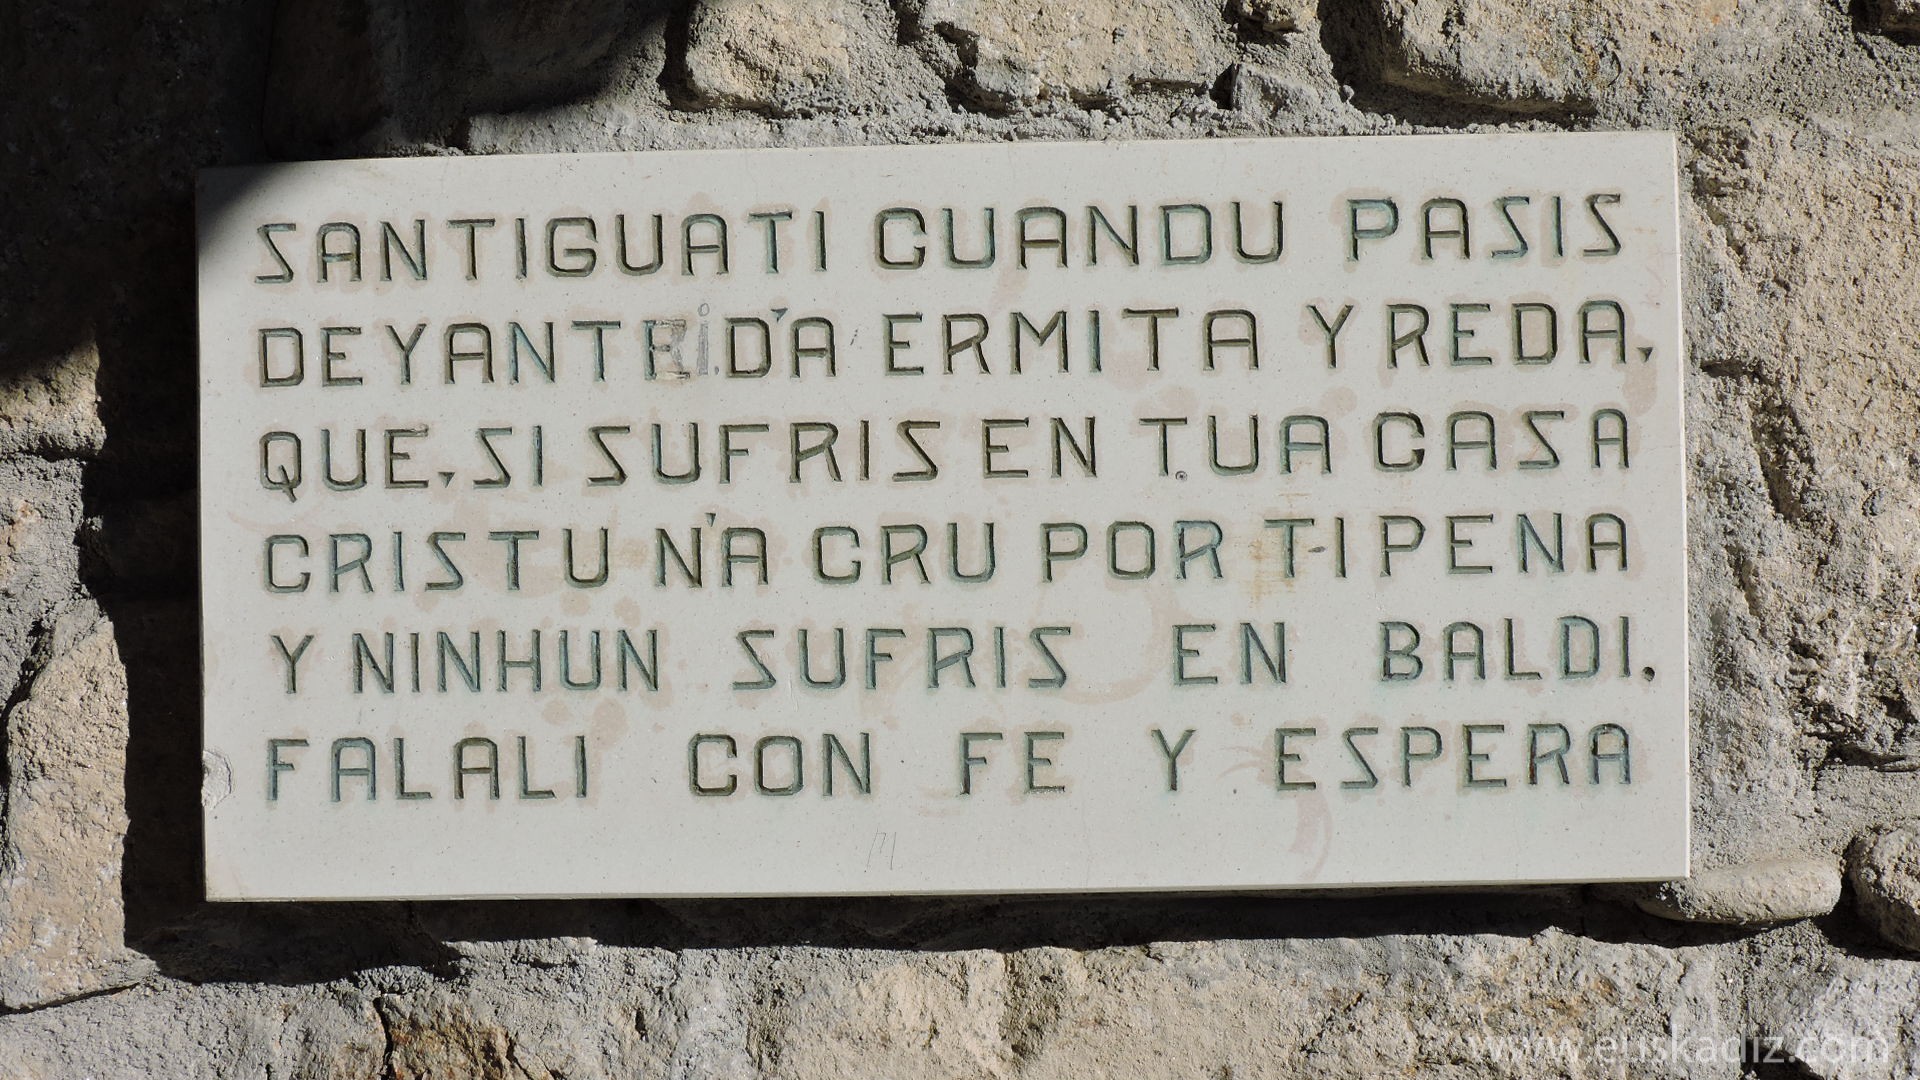 SANTIGUATI CUANDU PASIS
DEYANTRI D'A ERMITA Y REDA,
QUE, SI SUFRIS EN TUA CASA
CRISTU N'A CRU POR TI PENA
Y NINHUN SUFRIS EN BALDI.
FALALI CON FE Y ESPERA
www.euskadiz.com